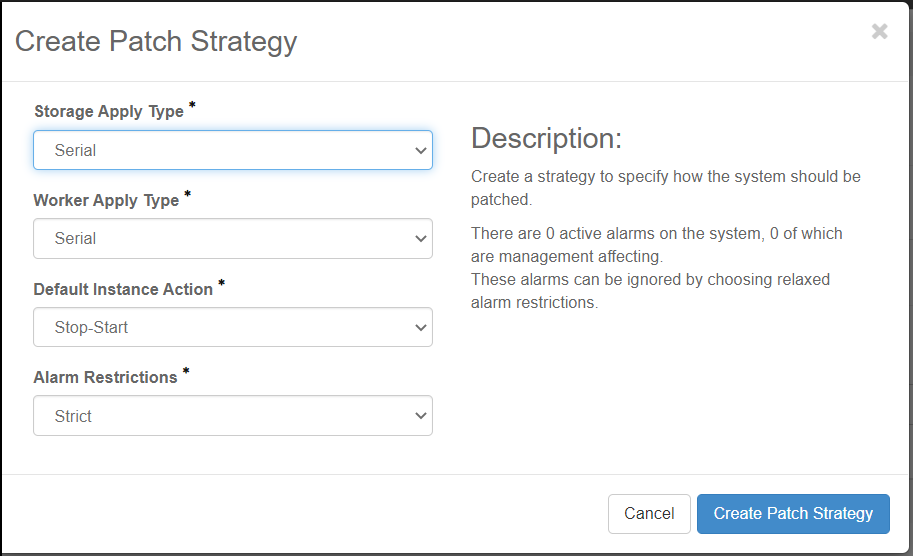 Create Patch Strategy
Storage Apply Type *
Serial
Worker Apply Type *
Serial
Default Instance Action *
Stop-Start
Alarm Restrictions *
Strict
Description:
Create a strategy to specify how the system should be
patched.
There are 0 active alarms on the system, 0 of which
are management affecting.
These alarms can be ignored by choosing relaxed
alarm restrictions.
Cancel
Create Patch Strategy